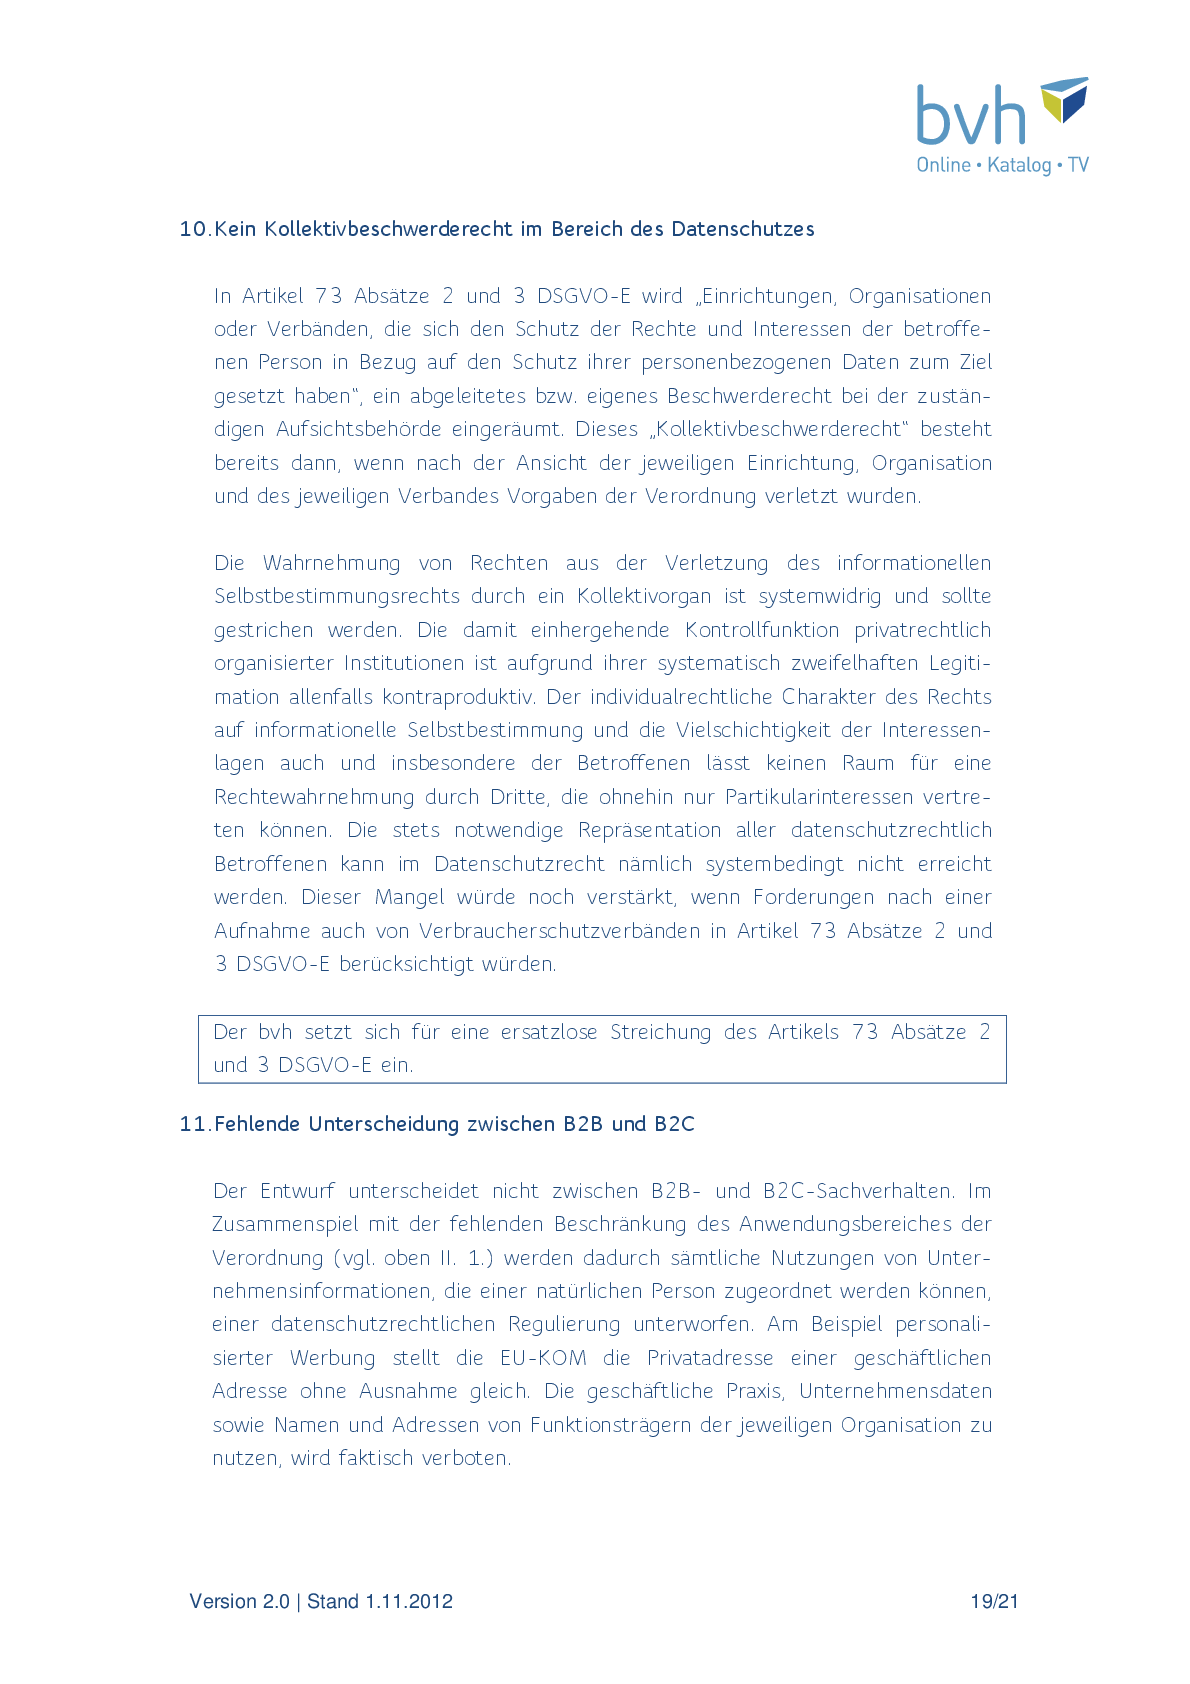 bvh
Online • Katalog • TV
10. Kein Kollektivbeschwerderecht im Bereich des Datenschutzes
In Artikel 73 Absätze 2 und 3 DSGVO-E wird „Einrichtungen, Organisationen
oder Verbänden, die sich den Schutz der Rechte und Interessen der betroffe-
nen Person in Bezug auf den Schutz ihrer personenbezogenen Daten zum Ziel
gesetzt haben“, ein abgeleitetes bzw. eigenes Beschwerderecht bei der zustän-
digen Aufsichtsbehörde eingeräumt. Dieses „Kollektivbeschwerderecht“ besteht
bereits dann, wenn nach der Ansicht der jeweiligen Einrichtung, Organisation
und des jeweiligen Verbandes Vorgaben der Verordnung verletzt wurden.
Die Wahrnehmung von Rechten aus der Verletzung des informationellen
Selbstbestimmungsrechts durch ein Kollektivorgan ist systemwidrig und sollte
gestrichen werden. Die damit einhergehende Kontrollfunktion privatrechtlich
organisierter Institutionen ist aufgrund ihrer systematisch zweifelhaften Legiti-
mation allenfalls kontraproduktiv. Der individualrechtliche Charakter des Rechts
auf informationelle Selbstbestimmung und die Vielschichtigkeit der Interessen-
lagen auch und insbesondere der Betroffenen lässt keinen Raum für eine
Rechtewahrnehmung durch Dritte, die ohnehin nur Partikularinteressen vertre-
ten können. Die stets notwendige Repräsentation aller datenschutzrechtlich
Betroffenen kann im Datenschutzrecht nämlich systembedingt nicht erreicht
werden. Dieser Mangel würde noch verstärkt, wenn Forderungen nach einer
Aufnahme auch von Verbraucherschutzverbänden in Artikel 73 Absätze 2 und
3 DSGVO-E berücksichtigt würden.
Der bvh setzt sich für eine ersatzlose Streichung des Artikels 73 Absätze 2
und 3 DSGVO-E ein.
11. Fehlende Unterscheidung zwischen B2B und B2C
Der Entwurf unterscheidet nicht zwischen B2B- und B2C-Sachverhalten. Im
Zusammenspiel mit der fehlenden Beschränkung des Anwendungsbereiches der
Verordnung (vgl. oben II. 1.) werden dadurch sämtliche Nutzungen von Unter-
nehmensinformationen, die einer natürlichen Person zugeordnet werden können,
einer datenschutzrechtlichen Regulierung unterworfen. Am Beispiel personali-
sierter Werbung stellt die EU-KOM die Privatadresse einer geschäftlichen
Adresse ohne Ausnahme gleich. Die geschäftliche Praxis, Unternehmensdaten
sowie Namen und Adressen von Funktionsträgern der jeweiligen Organisation zu
nutzen, wird faktisch verboten.
Version 2.0 | Stand 1.11.2012 19/21